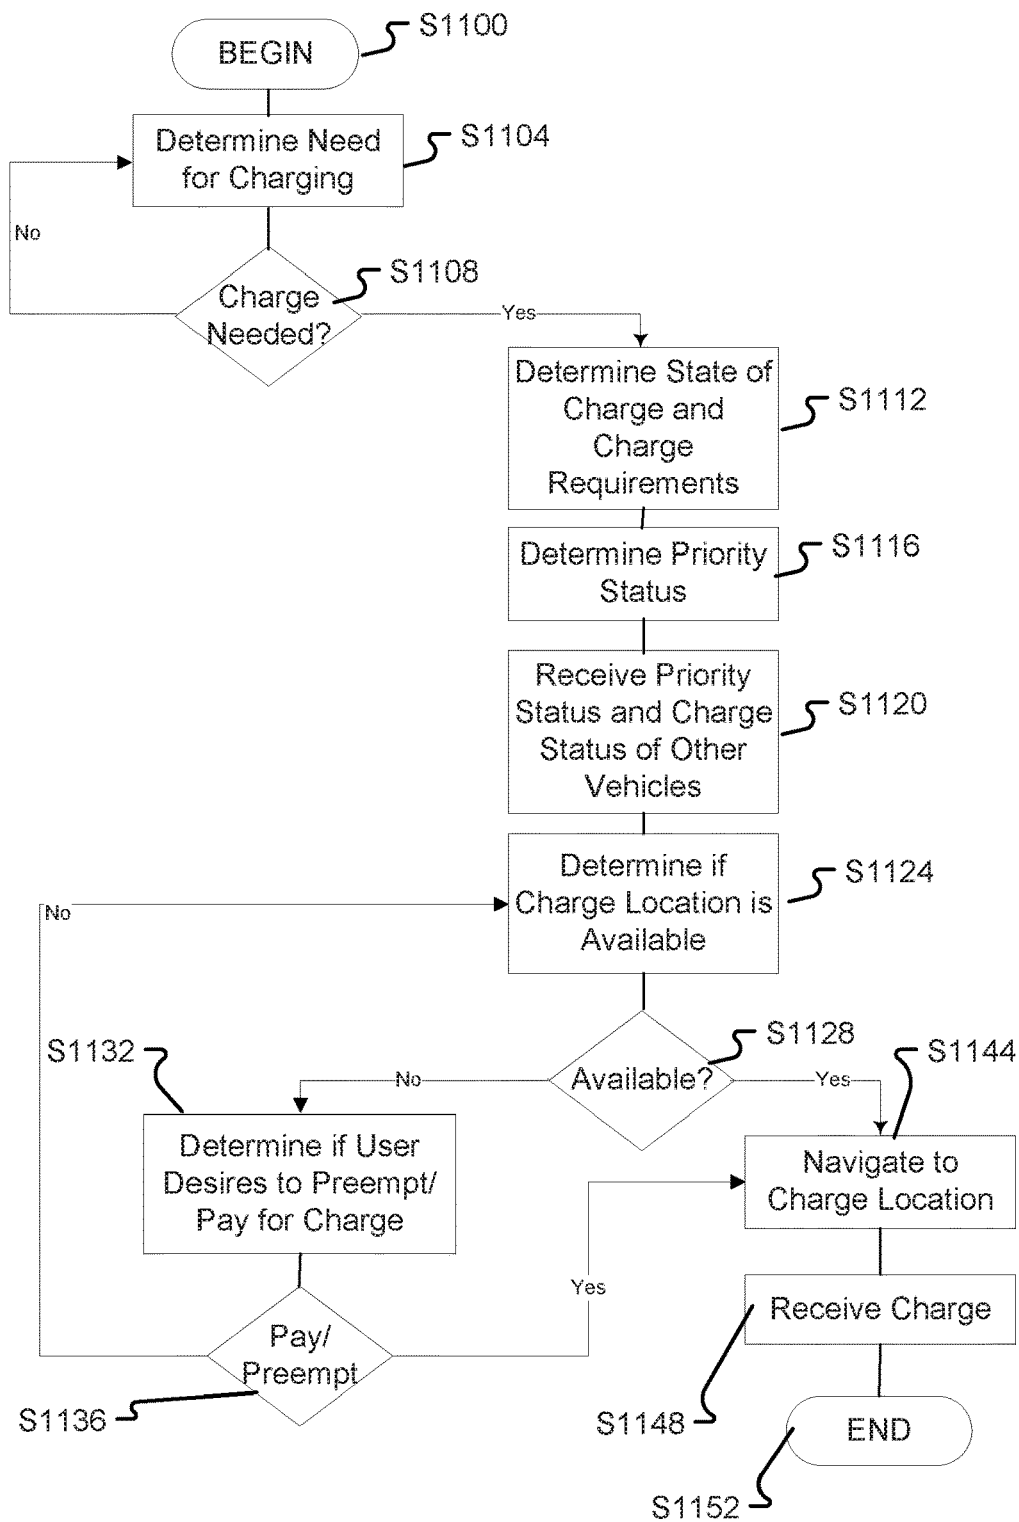 BEGIN
S1100
Determine Need
for Charging
S1104
No
Charge
Needed?
S1108
Yes
Determine State of
Charge and
Charge
Requirements
S1112
Determine Priority
Status
S1116
Receive Priority
Status and Charge
Status of Other
Vehicles
S1120
Determine if
Charge Location is
Available
S1124
No
Available?
S1128
No
Yes
S1132
Determine if User
Desires to Preempt/
Pay for Charge
S1144
Navigate to
Charge Location
Pay/
Preempt
S1136
Yes
Receive Charge
S1148
END
S1152